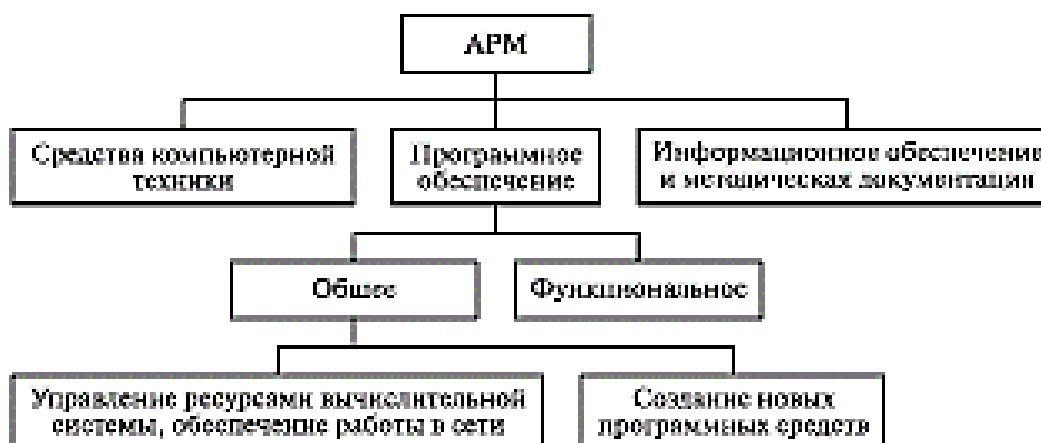 АРМ
Средства компьютерной
техники
Программное
обеспечение
Информационное обеспечение
и методическая документация
Общее
Функциональное
Управление ресурсами вычислительной
системы, обеспечение работы в сети
Создание новых
программных средств